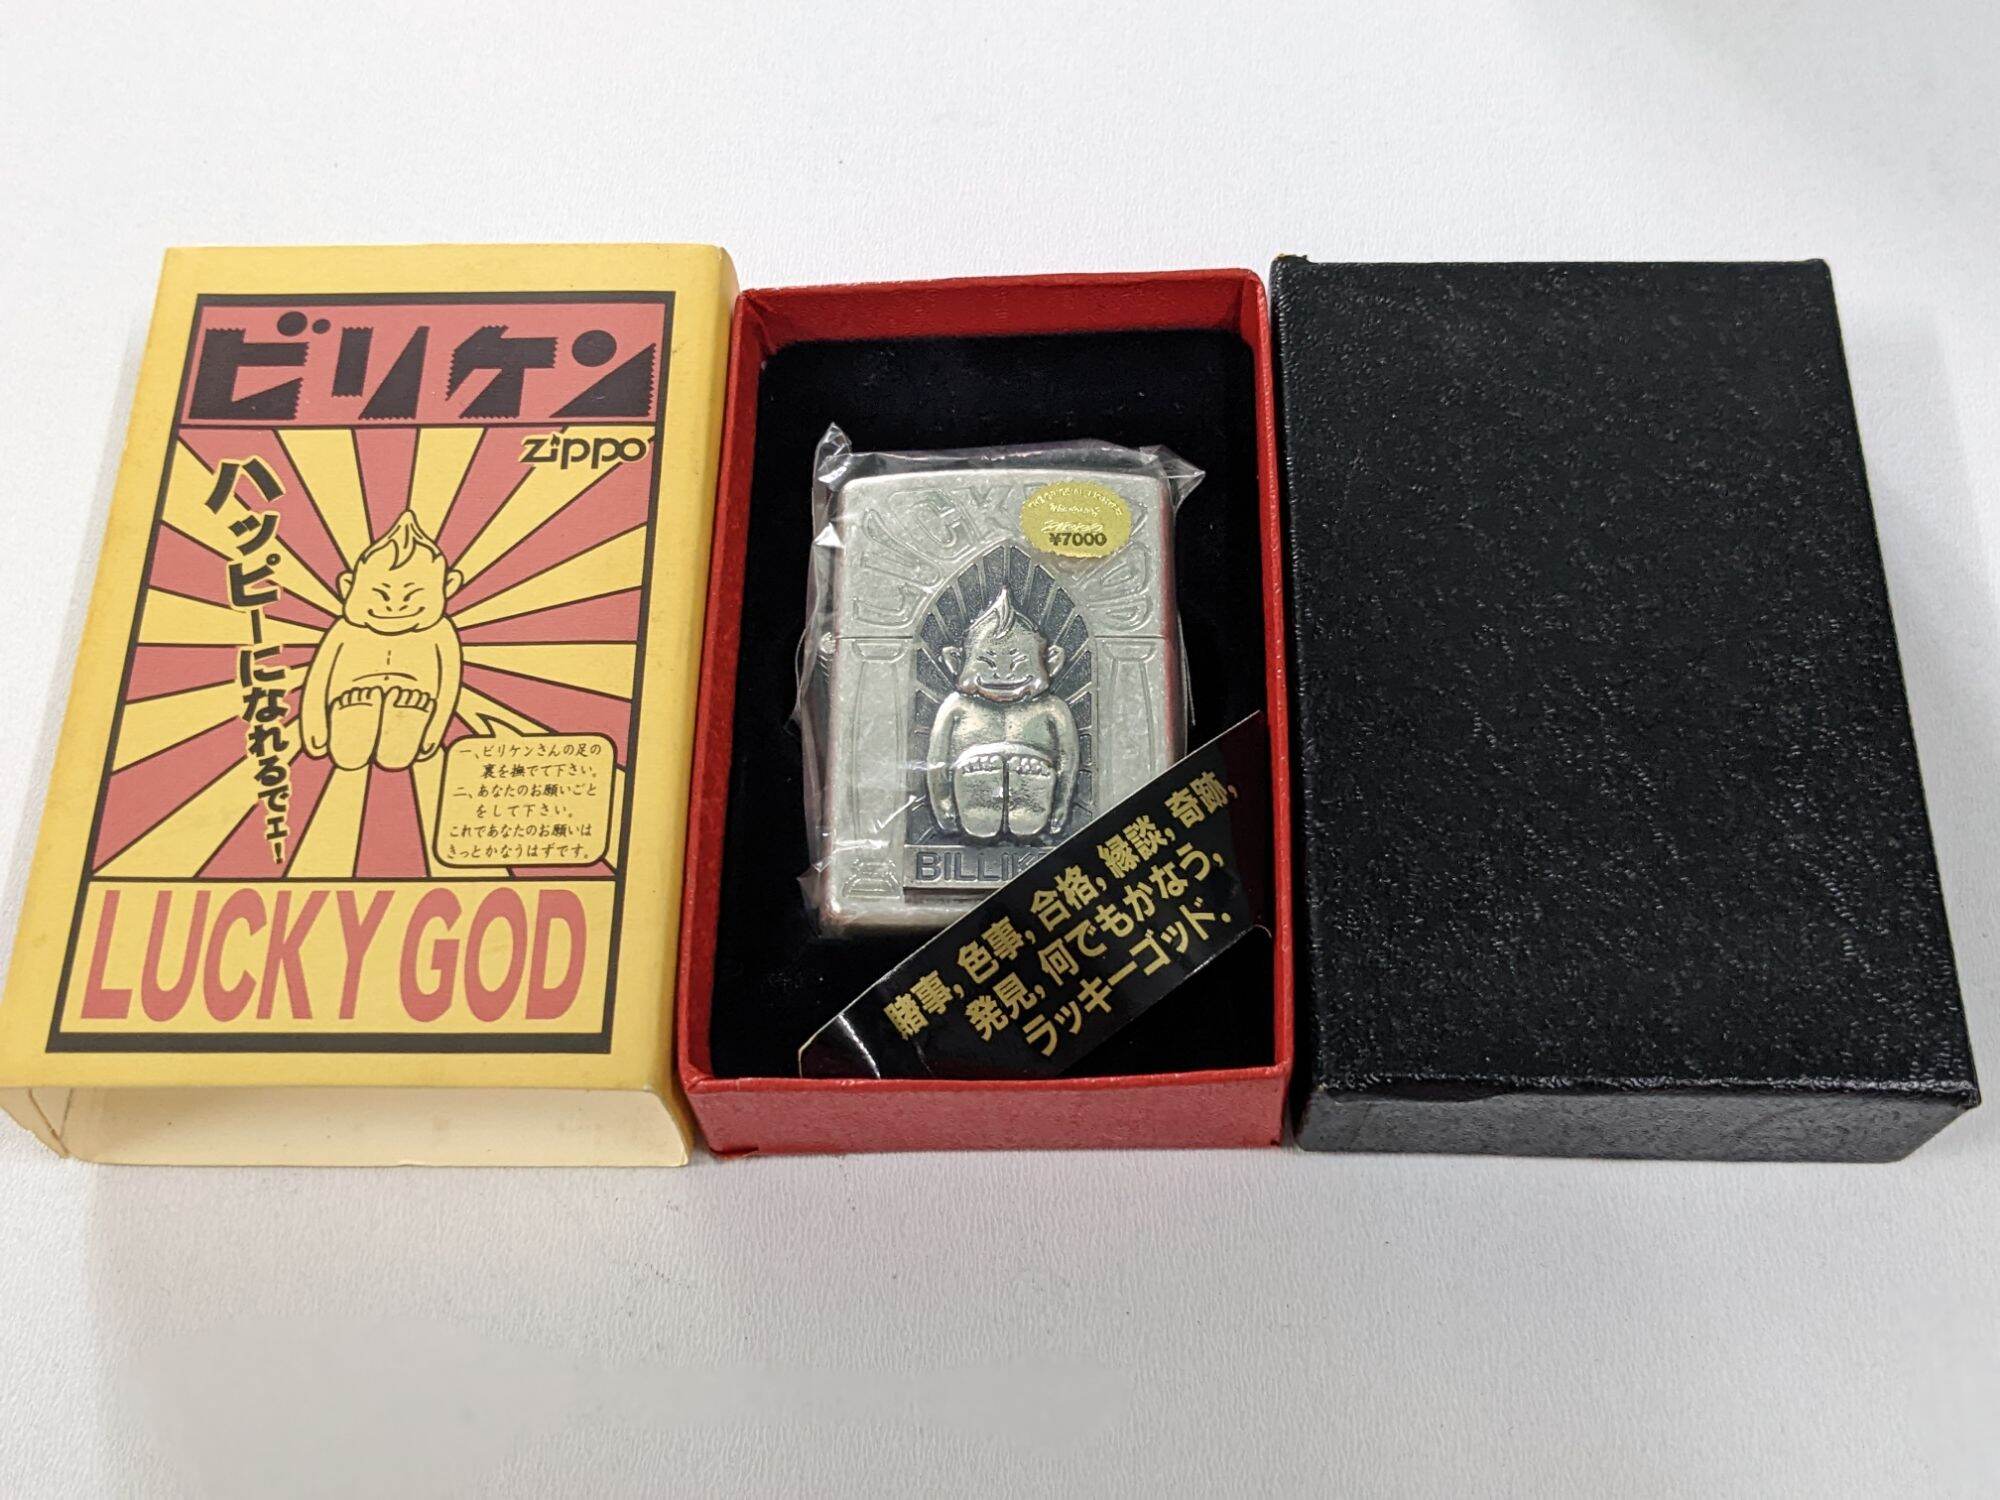 ビリケン
zippo
ハッピーになれるでェ!
一、ビリケンさんの足の
裏を撫でて下さい。
二、あなたのお願いごと
をして下さい。
これであなたのお願いは
きっとかなうはずです。
LUCKY GOD
¥7000
賭事, 色事, 合格, 縁談, 奇跡,
発見, 何でもかなう,
ラッキーゴッド.